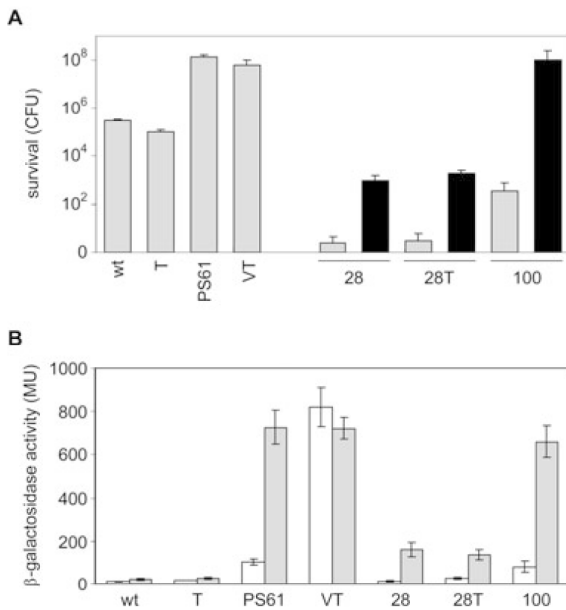 A
survival (CFU)
10^8
10^6
10^4
10^2
0
wt
T
PS61
VT
28
28T
100
B
β-galactosidase activity (MU)
1000
800
600
400
200
0
wt T PS61 VT 28 28T 100